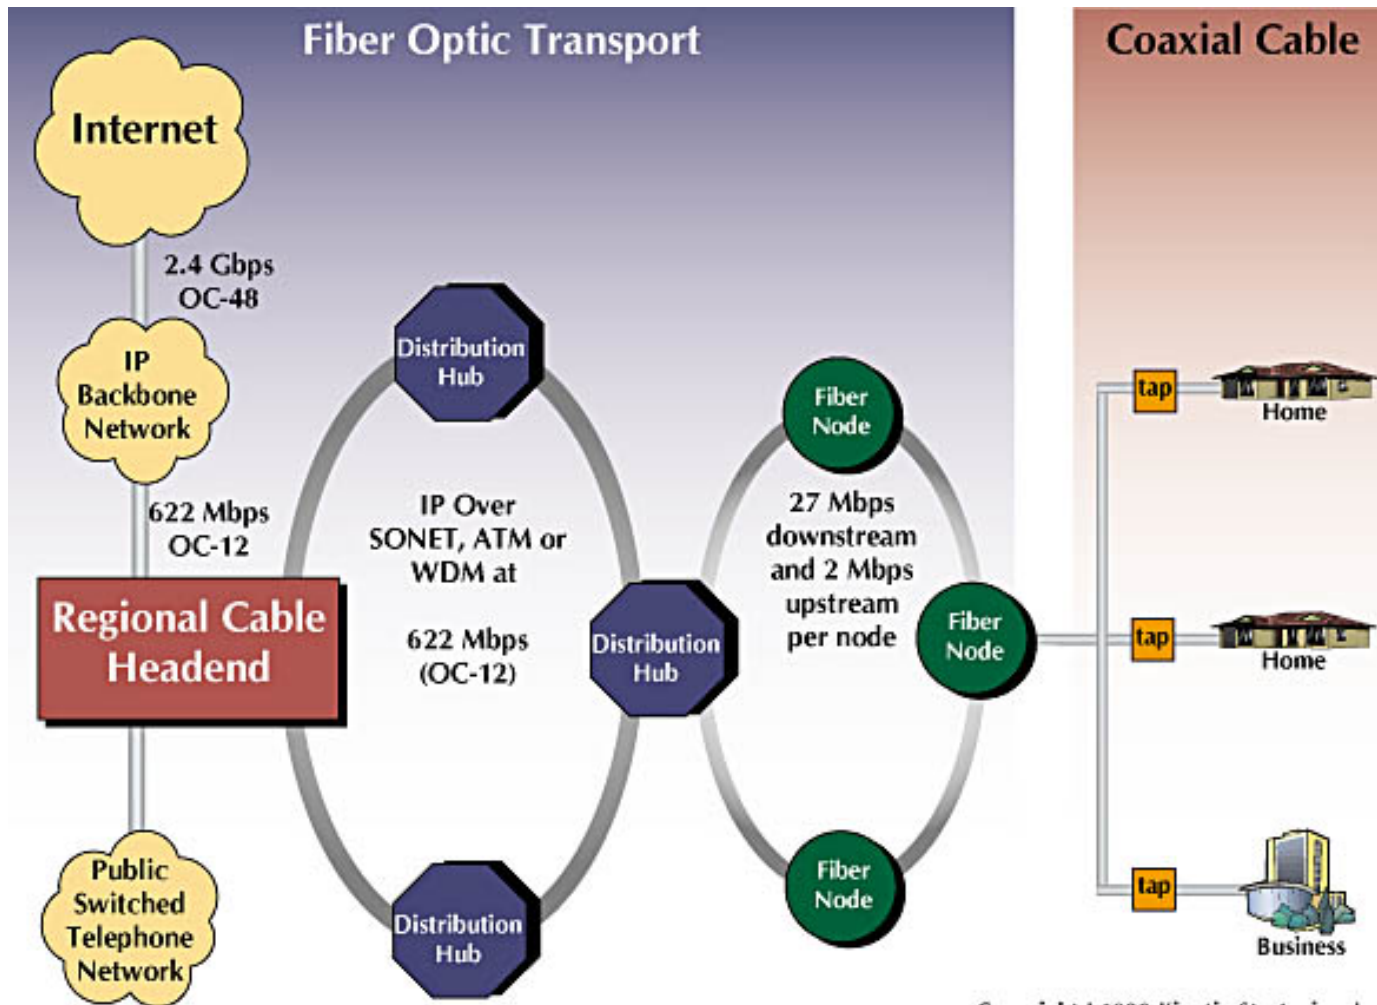 Fiber Optic Transport
Coaxial Cable
Internet
2.4 Gbps
OC-48
IP
Backbone
Network
622 Mbps
OC-12
Regional Cable
Headend
Public
Switched
Telephone
Network
Distribution
Hub
IP Over
SONET, ATM or
WDM at
622 Mbps
(OC-12)
Distribution
Hub
Distribution
Hub
Fiber
Node
27 Mbps
downstream
and 2 Mbps
upstream
per node
Fiber
Node
Fiber
Node
tap
Home
tap
Home
tap
Business